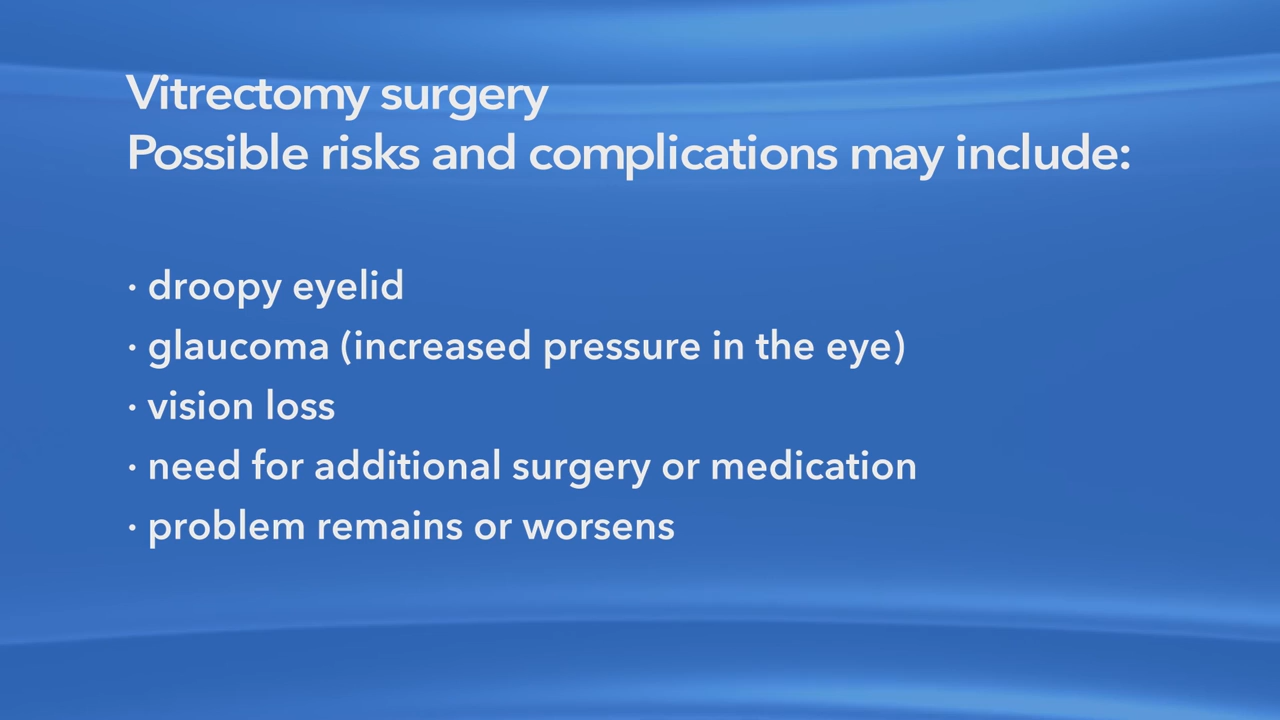 Vitrectomy surgery
Possible risks and complications may include:
· droopy eyelid
· glaucoma (increased pressure in the eye)
· vision loss
· need for additional surgery or medication
· problem remains or worsens